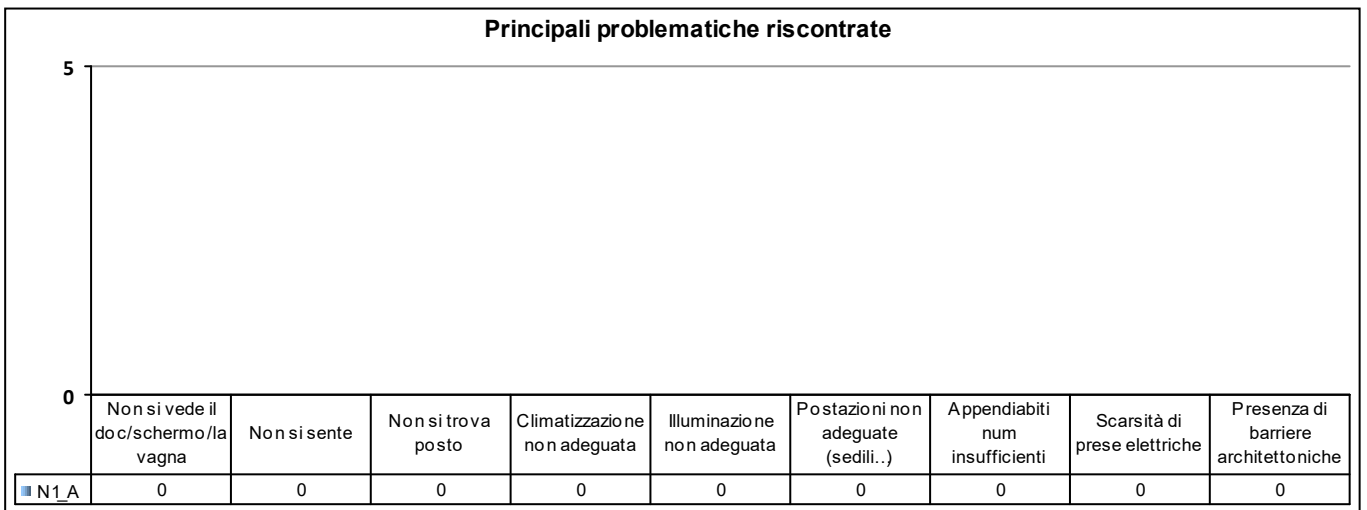 Principali problematiche riscontrate
5
0
Non si vede il
doc/schermo/la
vagna
Non si sente
Non si trova
posto
Climatizzazione
non adeguata
Illuminazione
non adeguata
Postazioni non
adeguate
(sedili..)
Appendiabiti
num
insufficienti
Scarsità di
prese elettriche
Presenza di
barriere
architettoniche
N1_A 0 0 0 0 0 0 0 0 0